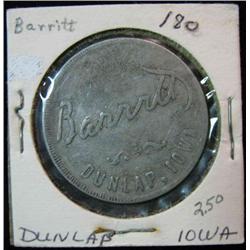 Barritt
180
Barritt
DUNLAP, IOWA
2.50
DUNLAP IOWA